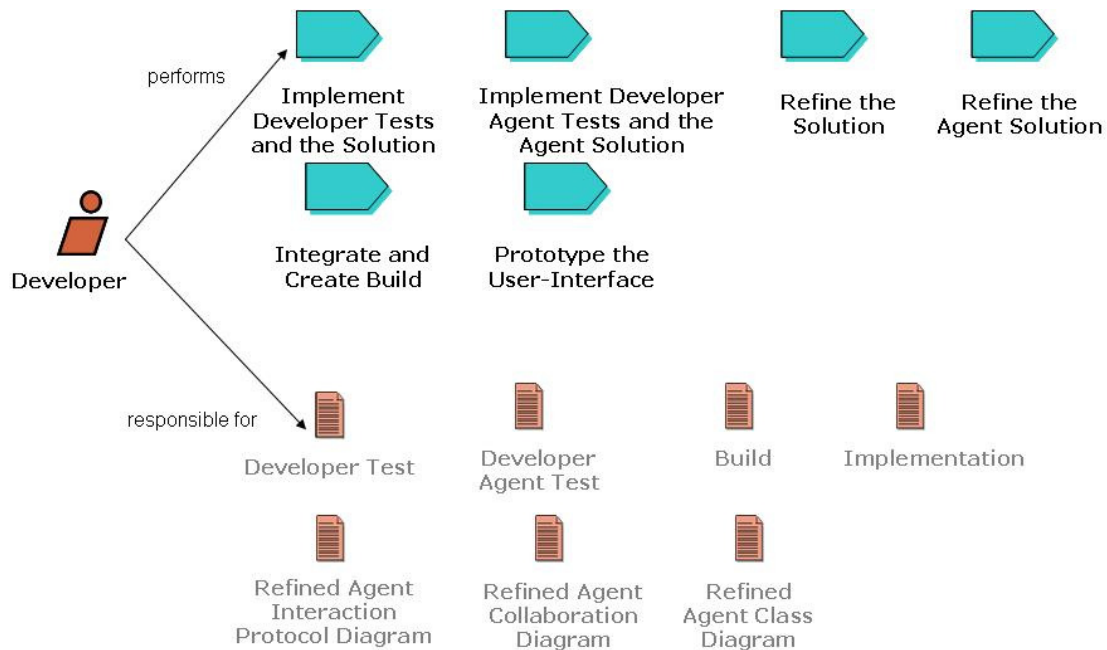 performs
Implement
Developer Tests
and the Solution
Implement Developer
Agent Tests and the
Agent Solution
Refine the
Solution
Refine the
Agent Solution
Developer
Integrate and
Create Build
Prototype the
User-Interface
responsible for
Developer Test
Developer
Agent Test
Build
Implementation
Refined Agent
Interaction
Protocol Diagram
Refined Agent
Collaboration
Diagram
Refined
Agent Class
Diagram